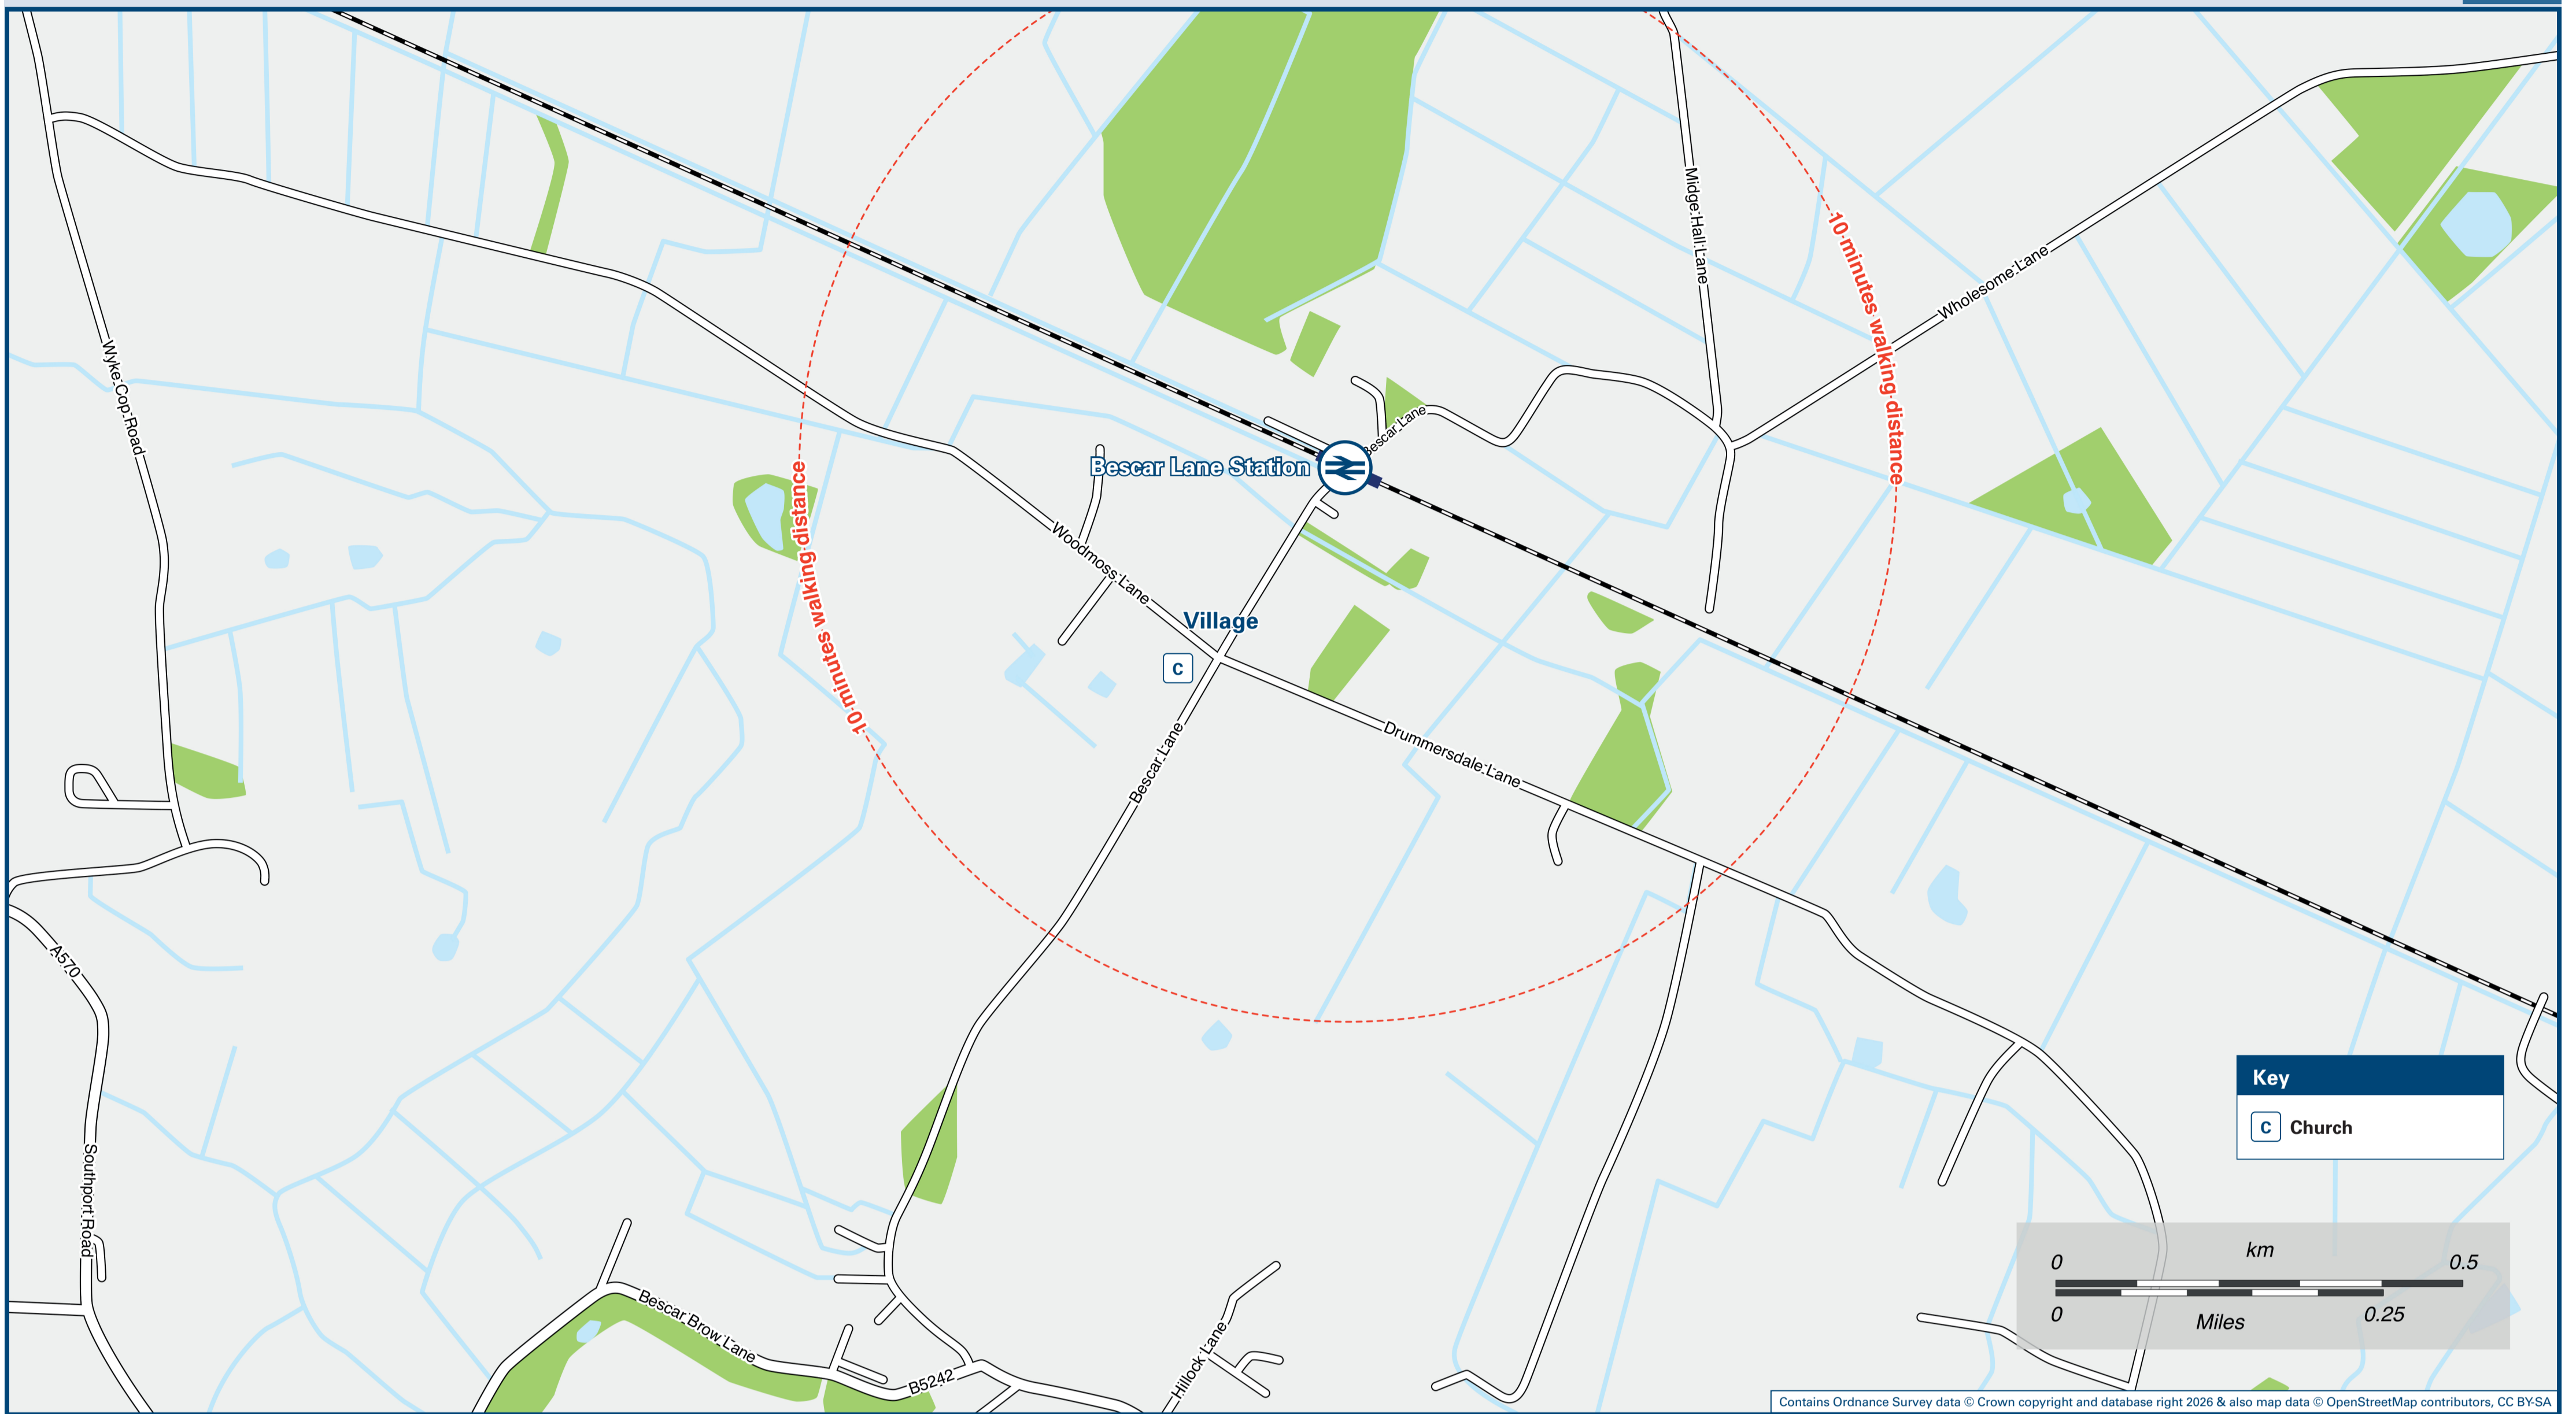 Midge Hall Lane
10 minutes walking distance
Wholesome Lane
Wyke Cop Road
Bescar Lane
Bescar Lane Station
10 minutes walking distance
Woodmoss Lane
Village
C
Bescar Lane
Drummersdale Lane
A570
Southport Road
Key
C Church
km
0 0.5
0 0.25
Miles
Bescar Brow Lane
B5242
Hillock Lane
Contains Ordnance Survey data © Crown copyright and database right 2026 & also map data © OpenStreetMap contributors, CC BY-SA